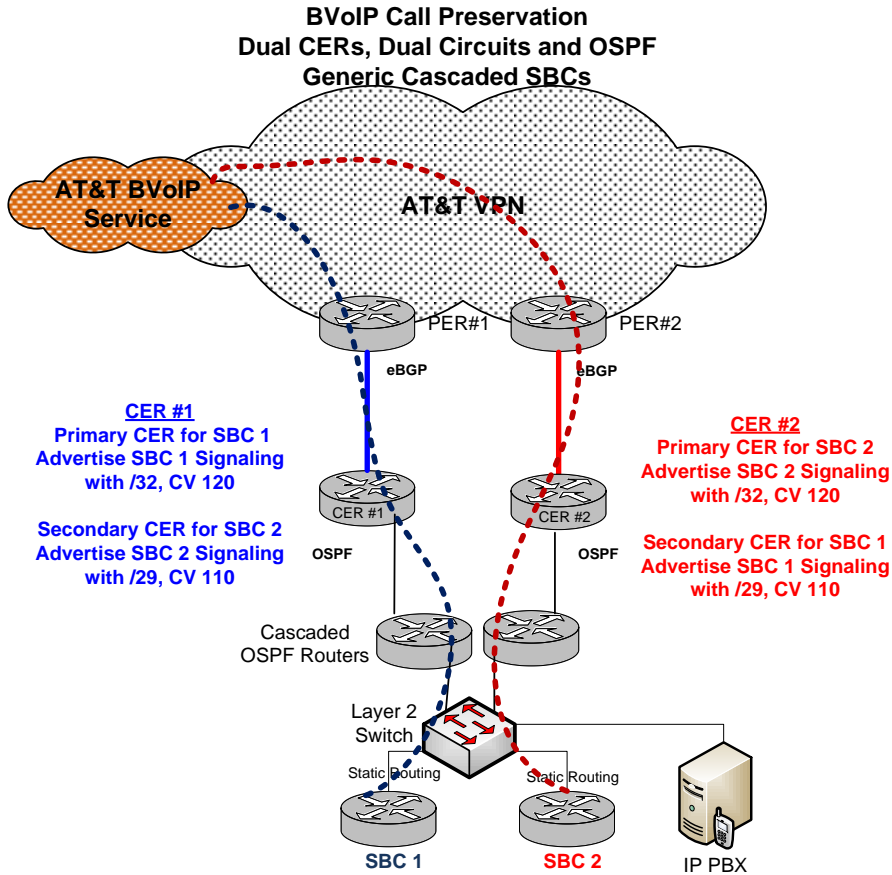 BVoIP Call Preservation
Dual CERs, Dual Circuits and OSPF
Generic Cascaded SBCs
AT&T BVoIP
Service
AT&T VPN
PER#1
PER#2
eBGP
eBGP
CER #1
Primary CER for SBC 1
Advertise SBC 1 Signaling
with /32, CV 120
Secondary CER for SBC 2
Advertise SBC 2 Signaling
with /29, CV 110
CER #2
Primary CER for SBC 2
Advertise SBC 2 Signaling
with /32, CV 120
Secondary CER for SBC 1
Advertise SBC 1 Signaling
with /29, CV 110
CER #1
CER #2
OSPF
OSPF
Cascaded
OSPF Routers
Layer 2
Switch
Static Routing
Static Routing
SBC 1
SBC 2
IP PBX